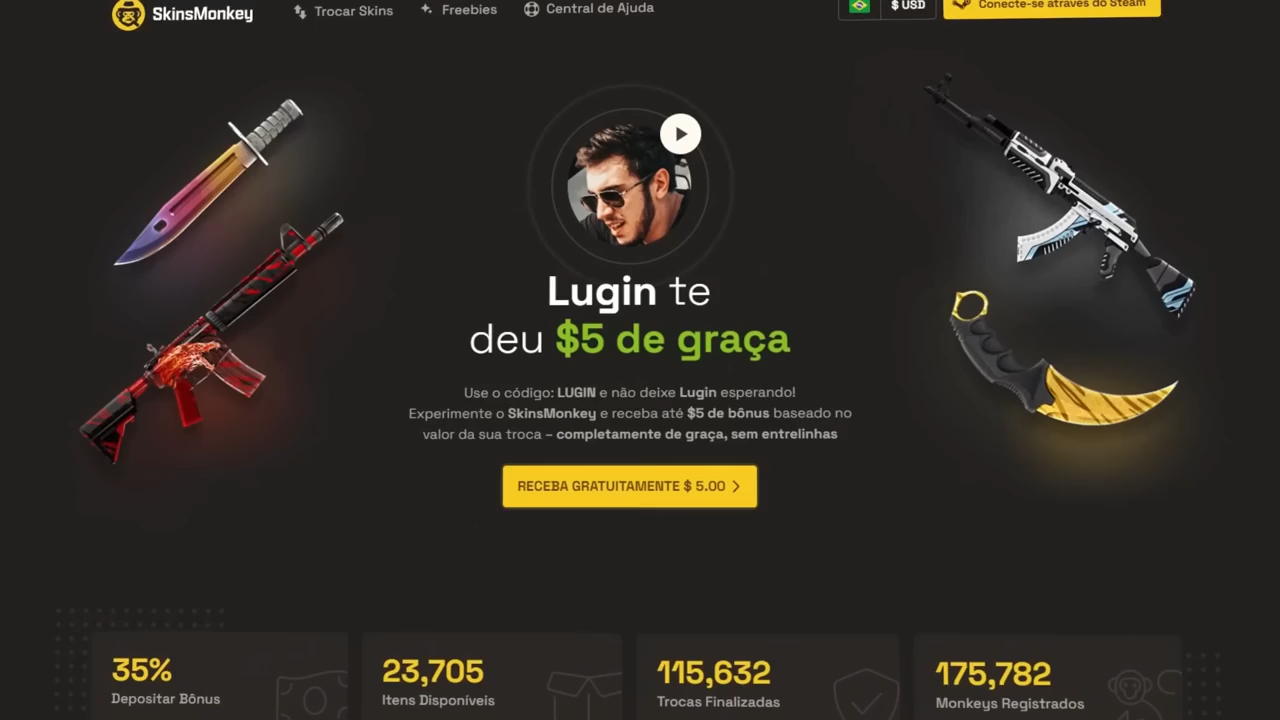 SkinsMonkey
Trocar Skins
Freebies
Central de Ajuda
$ USD
Conecte-se através do Steam
Lugin te
deu $5 de graça
Use o código: LUGIN e não deixe Lugin esperando!
Experimente o SkinsMonkey e receba até $5 de bônus baseado no
valor da sua troca – completamente de graça, sem entrelinhas
RECEBA GRATUITAMENTE $ 5.00
35%
Depositar Bônus
23,705
Itens Disponíveis
115,632
Trocas Finalizadas
175,782
Monkeys Registrados